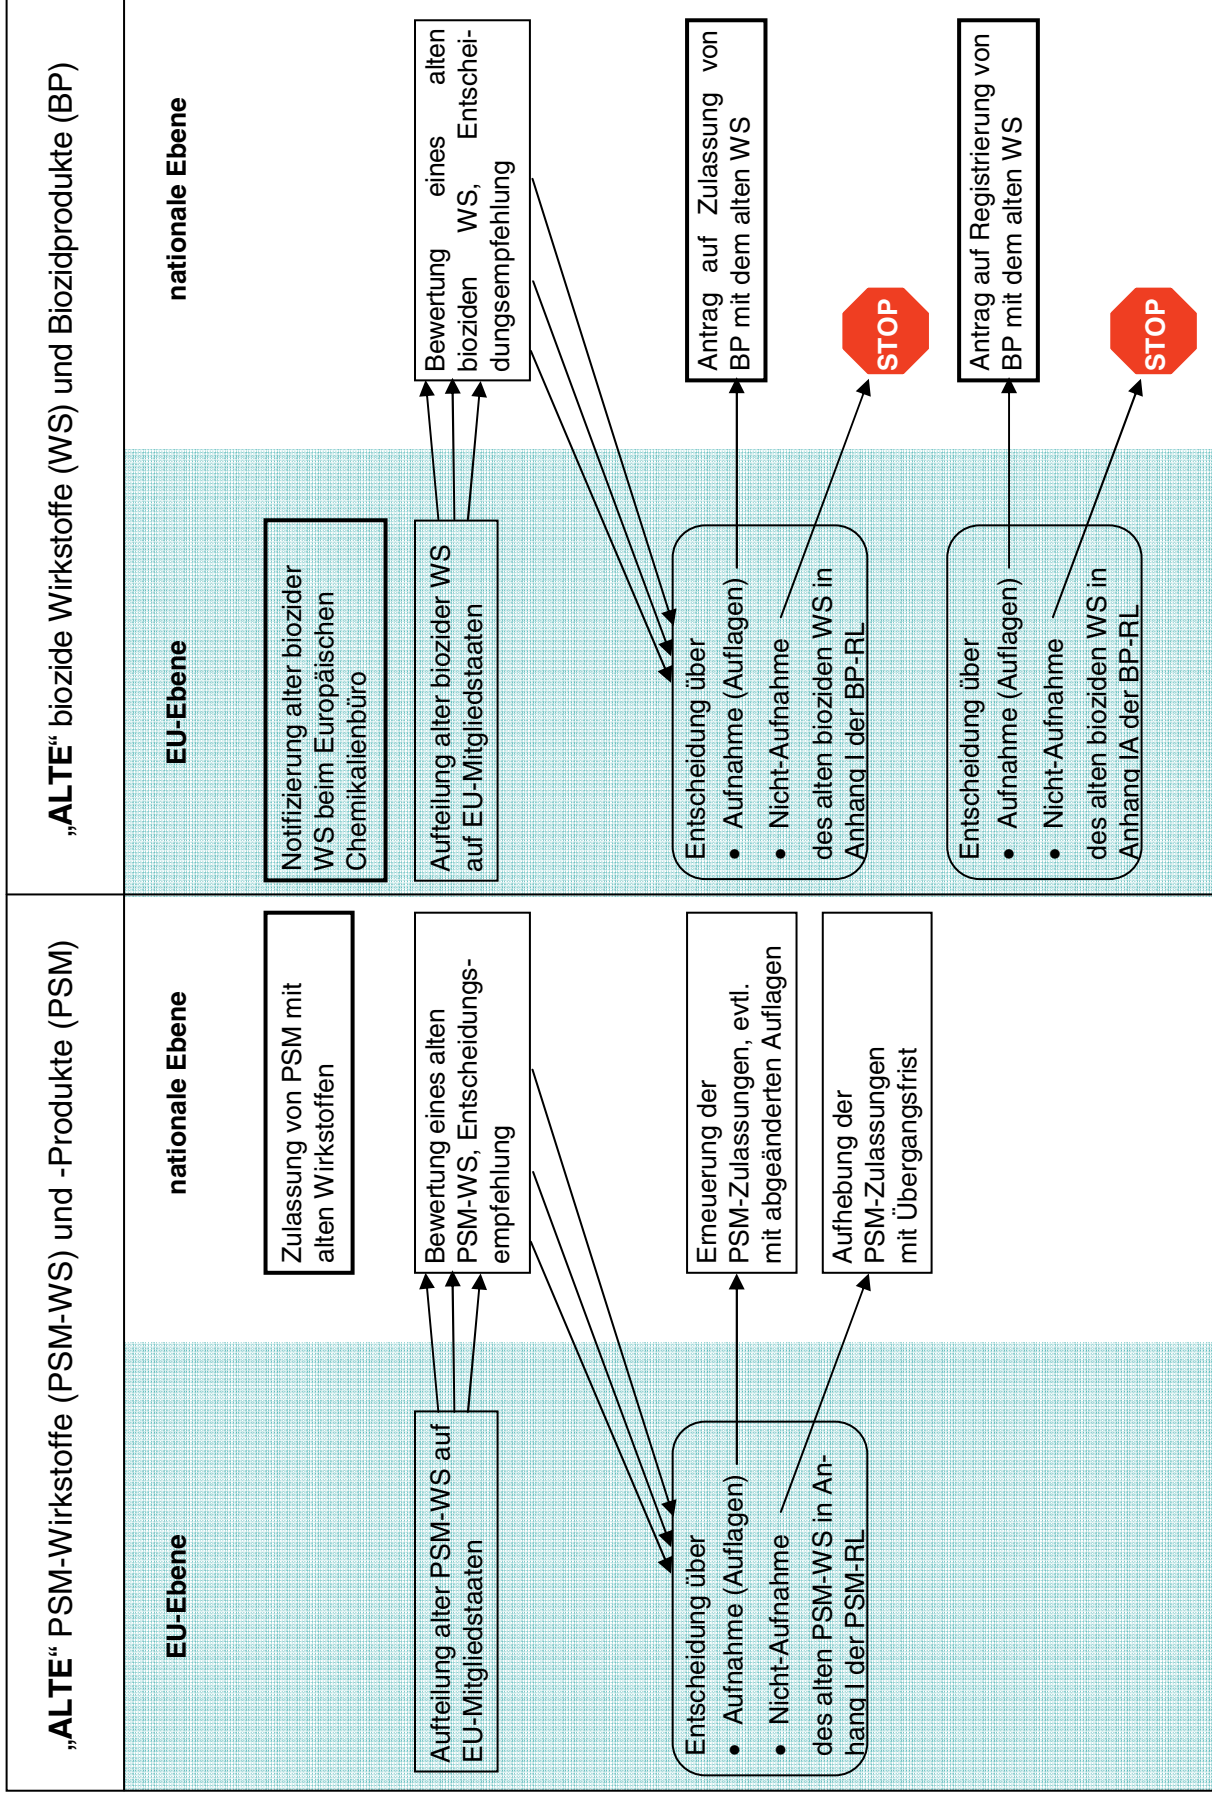 „ALTE“ PSM-Wirkstoffe (PSM-WS) und -Produkte (PSM)
EU-Ebene
nationale Ebene
Zulassung von PSM mit
alten Wirkstoffen
Aufteilung alter PSM-WS auf
EU-Mitgliedstaaten
Bewertung eines alten
PSM-WS, Entscheidungs-
empfehlung
Entscheidung über
• Aufnahme (Auflagen)
• Nicht-Aufnahme
des alten PSM-WS in An-
hang I der PSM-RL
Erneuerung der
PSM-Zulassungen, evtl.
mit abgeänderten Auflagen
Aufhebung der
PSM-Zulassungen
mit Übergangsfrist
„ALTE“ biozide Wirkstoffe (WS) und Biozidprodukte (BP)
EU-Ebene
nationale Ebene
Notifizierung alter biozider
WS beim Europäischen
Chemikalienbüro
Aufteilung alter biozider WS
auf EU-Mitgliedstaaten
Bewertung eines alten
bioziden WS, Entschei-
dungsempfehlung
Entscheidung über
• Aufnahme (Auflagen)
• Nicht-Aufnahme
des alten bioziden WS in
Anhang I der BP-RL
Antrag auf Zulassung von
BP mit dem alten WS
STOP
Entscheidung über
• Aufnahme (Auflagen)
• Nicht-Aufnahme
des alten bioziden WS in
Anhang IA der BP-RL
Antrag auf Registrierung von
BP mit dem alten WS
STOP